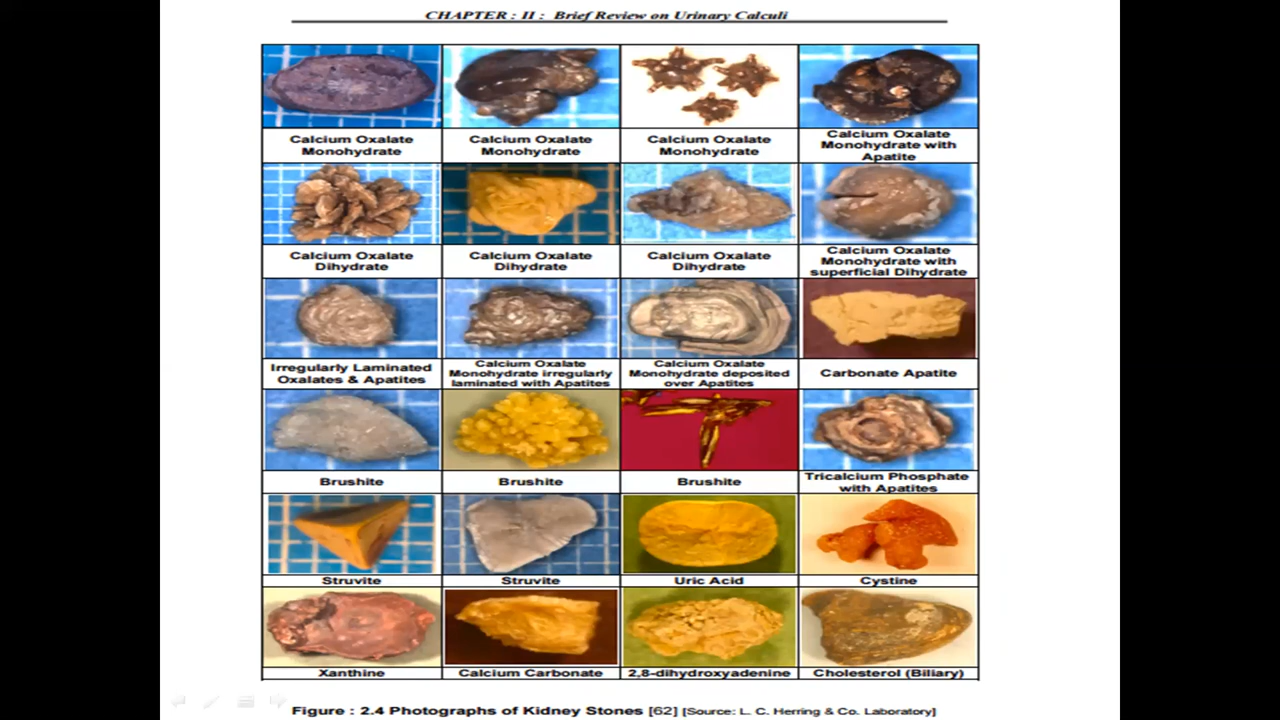 CHAPTER : II : Brief Review on Urinary Calculi
Calcium Oxalate
Monohydrate
Calcium Oxalate
Monohydrate
Calcium Oxalate
Monohydrate
Calcium Oxalate
Monohydrate with
Apatite
Calcium Oxalate
Dihydrate
Calcium Oxalate
Dihydrate
Calcium Oxalate
Dihydrate
Calcium Oxalate
Monohydrate with
superficial Dihydrate
Irregularly Laminated
Oxalates & Apatites
Calcium Oxalate
Monohydrate irregularly
laminated with Apatites
Calcium Oxalate
Monohydrate deposited
over Apatites
Carbonate Apatite
Brushite
Brushite
Brushite
Tricalcium Phosphate
with Apatites
Struvite
Struvite
Uric Acid
Cystine
Xanthine
Calcium Carbonate
2,8-dihydroxyadenine
Cholesterol (Biliary)
Figure : 2.4 Photographs of Kidney Stones [62] [Source: L. C. Herring & Co. Laboratory]